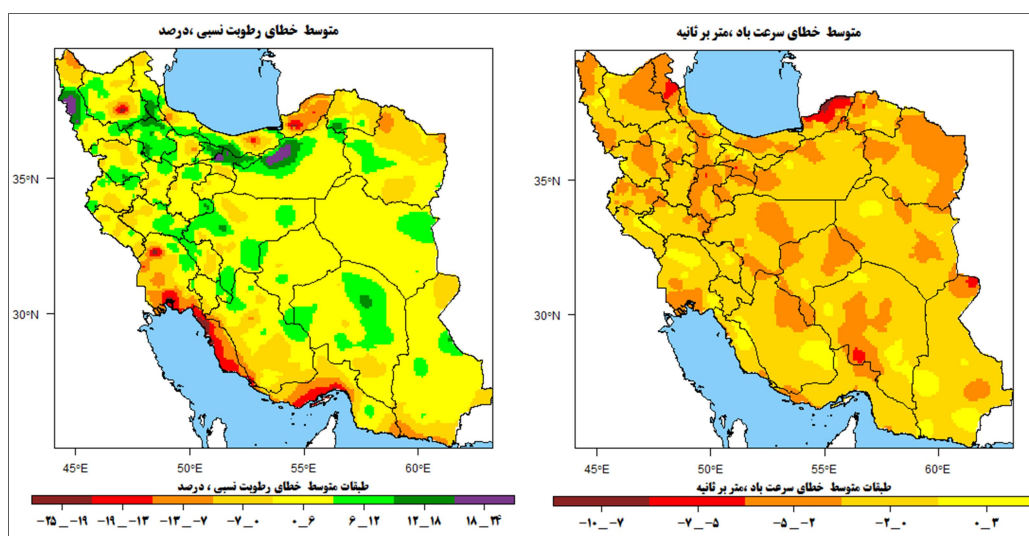 متوسط خطای رطوبت نسبی ،درصد
35°N
30°N
45°E 50°E 55°E 60°E
طبقات متوسط خطای رطوبت نسبی ، درصد
−۲۵_−۱۹ −۱۹_−۱۳ −۱۳_−۷ −۷_۰ ۰_۶ ۶_۱۲ ۱۲_۱۸ ۱۸_۲۴
متوسط خطای سرعت باد ،متر بر ثانیه
35°N
30°N
45°E 50°E 55°E 60°E
طبقات متوسط خطای سرعت باد، متر بر ثانیه
−۱۰_−۷ −۷_−۵ −۵_−۲ −۲_۰ ۰_۳